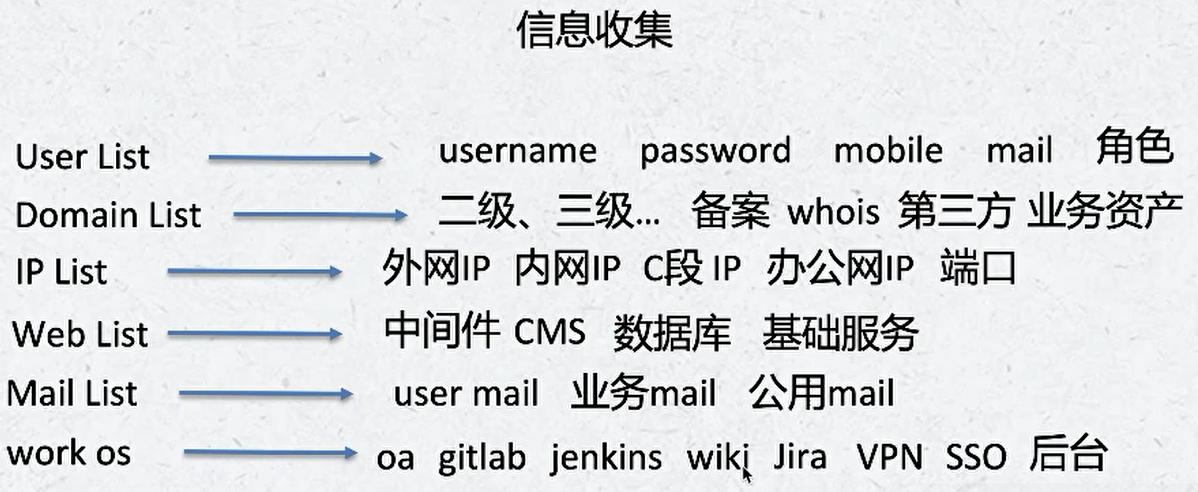 信息收集
User List username password mobile mail 角色
Domain List 二级、三级... 备案 whois 第三方 业务资产
IP List 外网IP 内网IP C段 IP 办公网IP 端口
Web List 中间件 CMS 数据库 基础服务
Mail List user mail 业务mail 公用mail
work os oa gitlab jenkins wiki Jira VPN SSO 后台